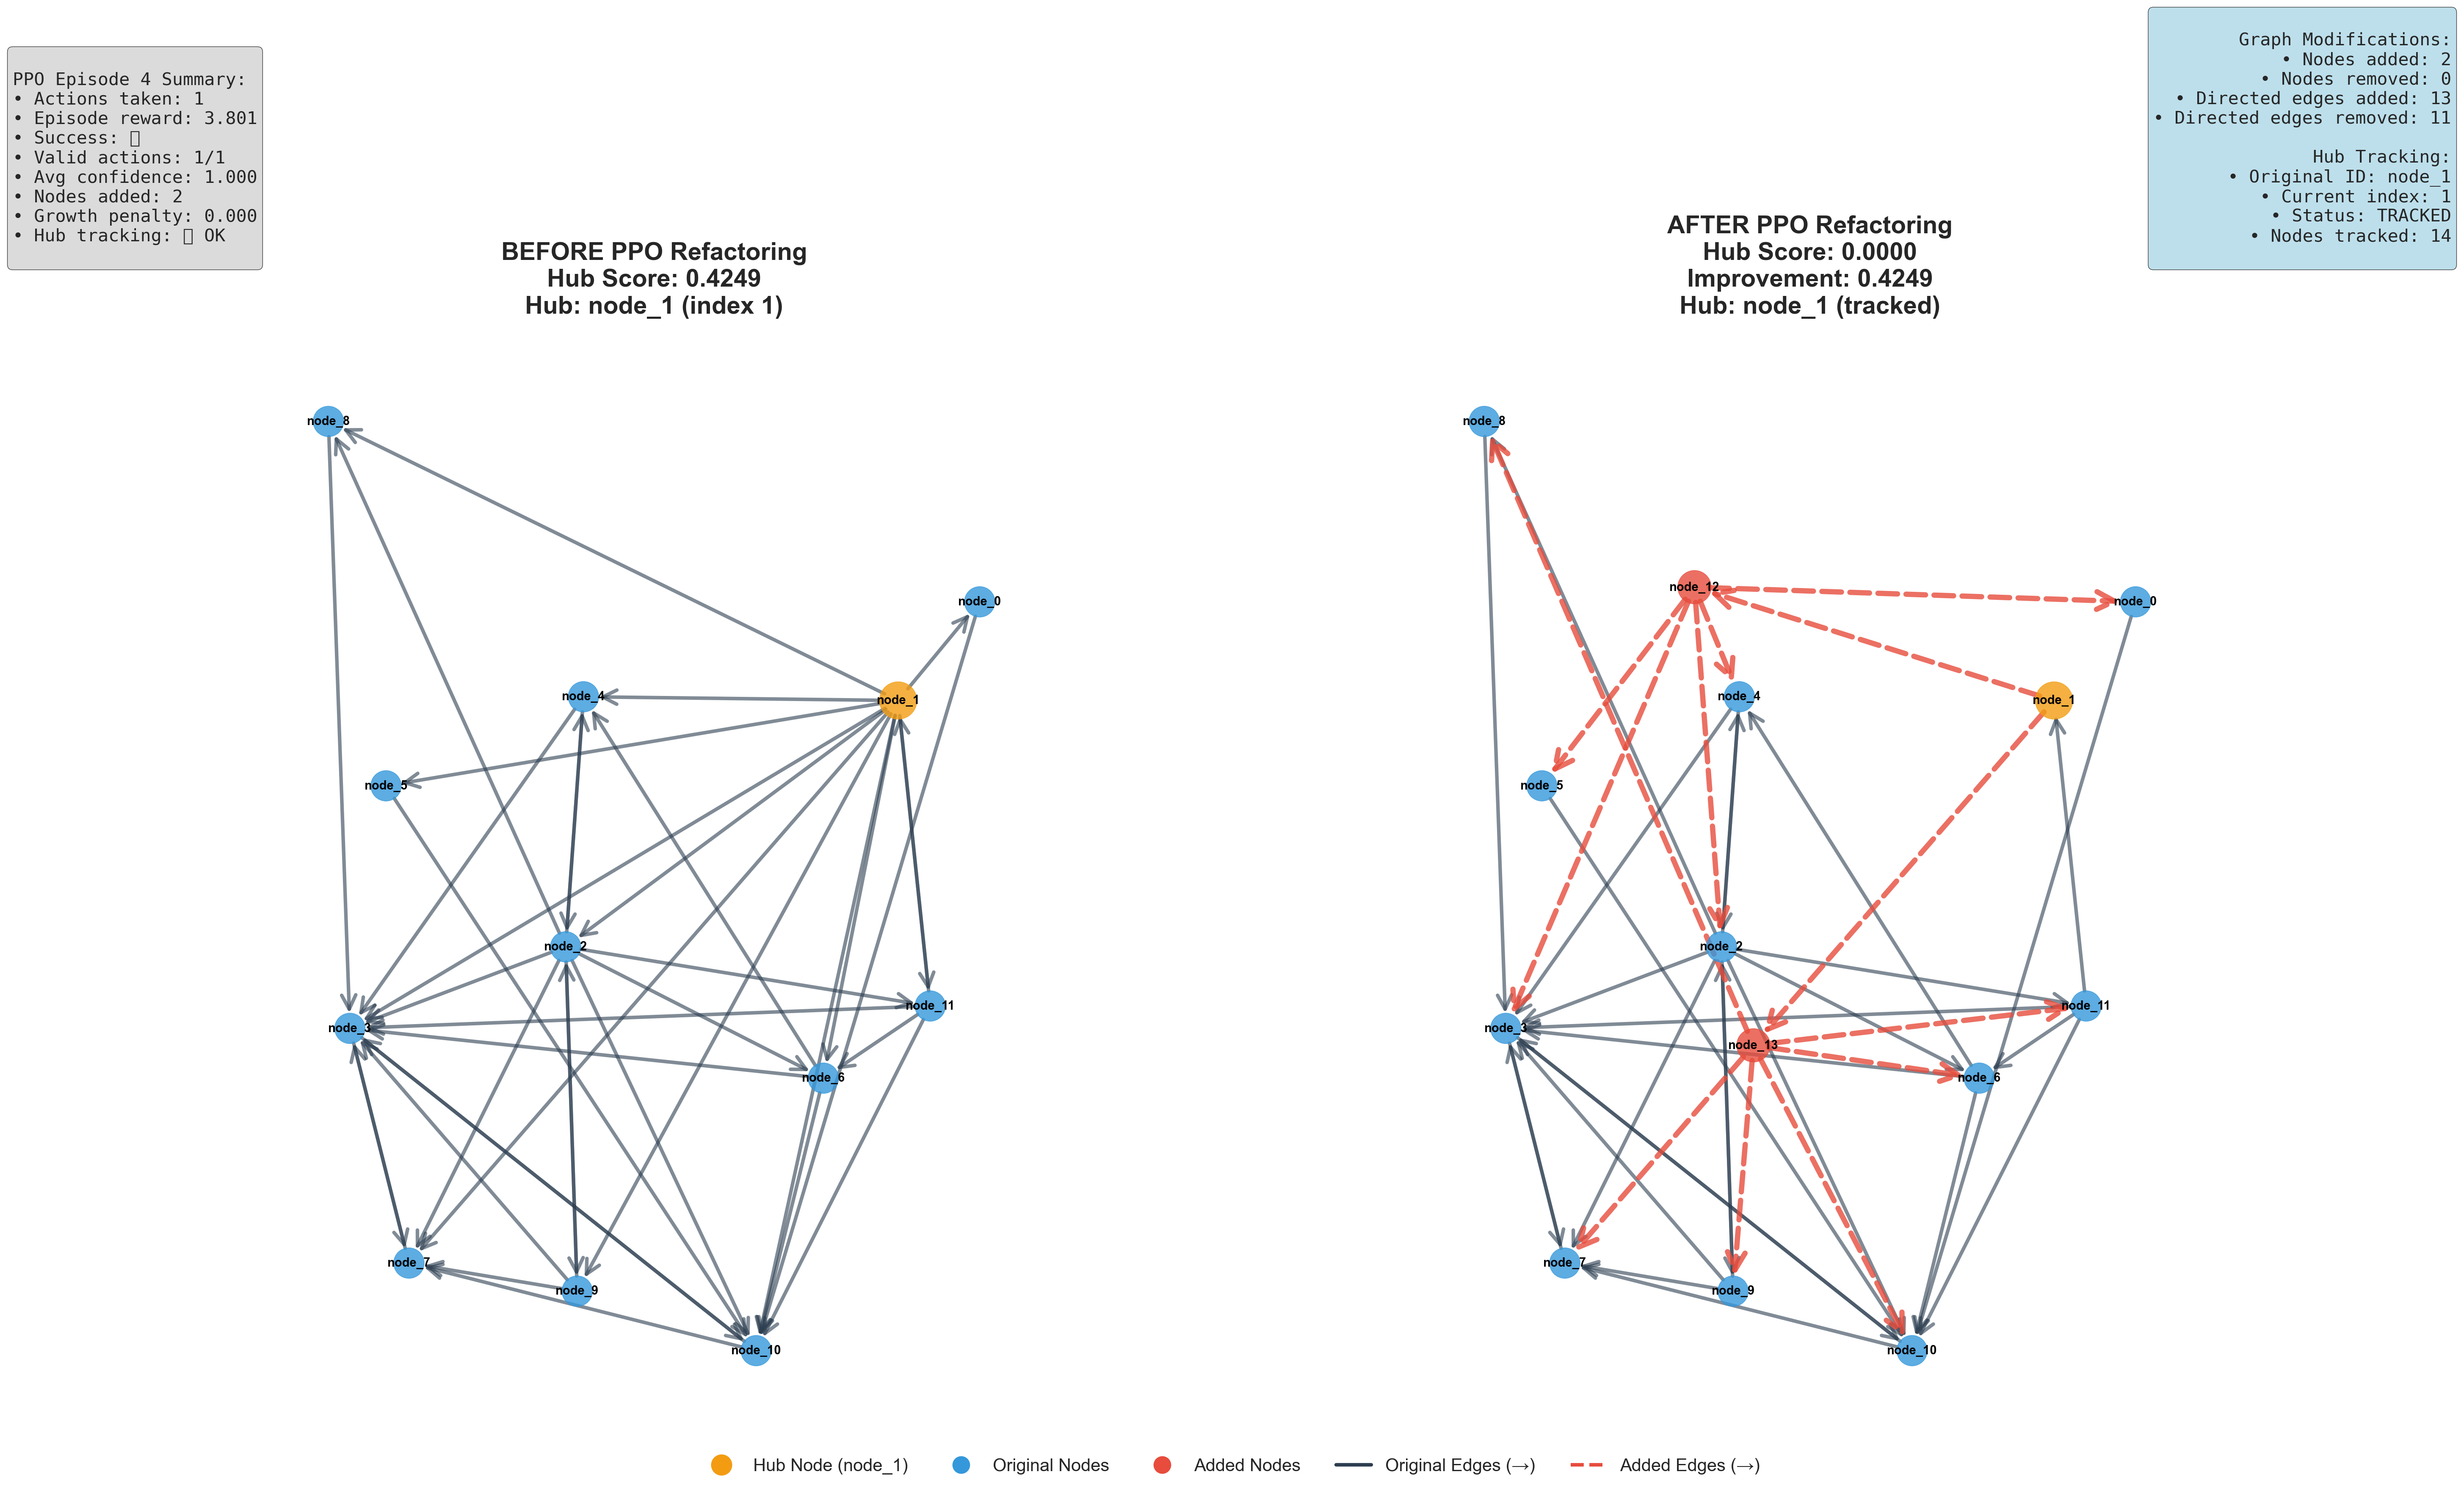 PPO Episode 4 Summary:
• Actions taken: 1
• Episode reward: 3.801
• Success: ▯
• Valid actions: 1/1
• Avg confidence: 1.000
• Nodes added: 2
• Growth penalty: 0.000
• Hub tracking: ▯ OK
Graph Modifications:
• Nodes added: 2
• Nodes removed: 0
• Directed edges added: 13
• Directed edges removed: 11
Hub Tracking:
• Original ID: node_1
• Current index: 1
• Status: TRACKED
• Nodes tracked: 14
BEFORE PPO Refactoring
Hub Score: 0.4249
Hub: node_1 (index 1)
AFTER PPO Refactoring
Hub Score: 0.0000
Improvement: 0.4249
Hub: node_1 (tracked)
node_8
node_0
node_4
node_1
node_5
node_2
node_11
node_3
node_6
node_7
node_9
node_10
node_8
node_12
node_0
node_4
node_1
node_5
node_2
node_11
node_3
node_13
node_6
node_7
node_9
node_10
Hub Node (node_1)
Original Nodes
Added Nodes
Original Edges (→)
Added Edges (→)